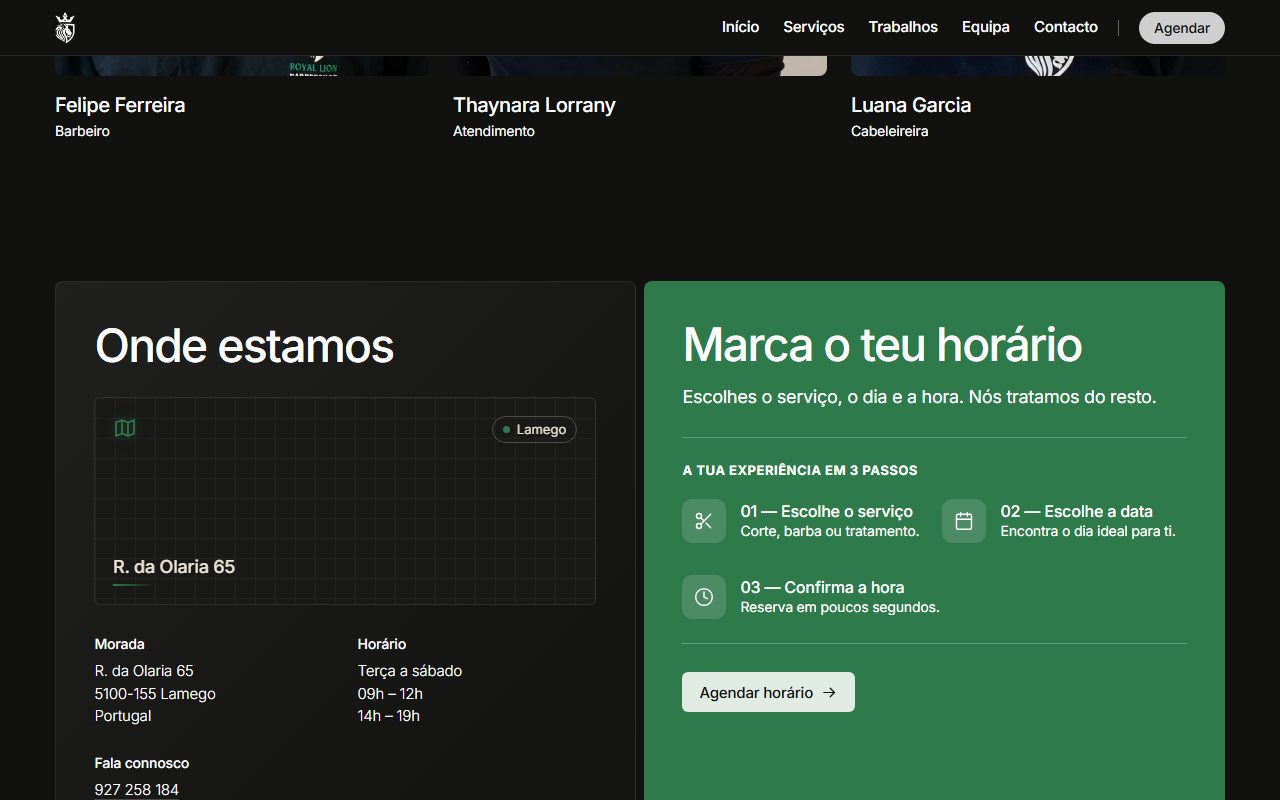 Início Serviços Trabalhos Equipa Contacto Agendar
ROYAL LION
Felipe Ferreira
Barbeiro
Thaynara Lorrany
Atendimento
Luana Garcia
Cabeleireira
Onde estamos
Lamego
R. da Olaria 65
Morada
R. da Olaria 65
5100-155 Lamego
Portugal
Horário
Terça a sábado
09h – 12h
14h – 19h
Fala connosco
927 258 184
Marca o teu horário
Escolhes o serviço, o dia e a hora. Nós tratamos do resto.
A TUA EXPERIÊNCIA EM 3 PASSOS
01 — Escolhe o serviço
Corte, barba ou tratamento.
02 — Escolhe a data
Encontra o dia ideal para ti.
03 — Confirma a hora
Reserva em poucos segundos.
Agendar horário →